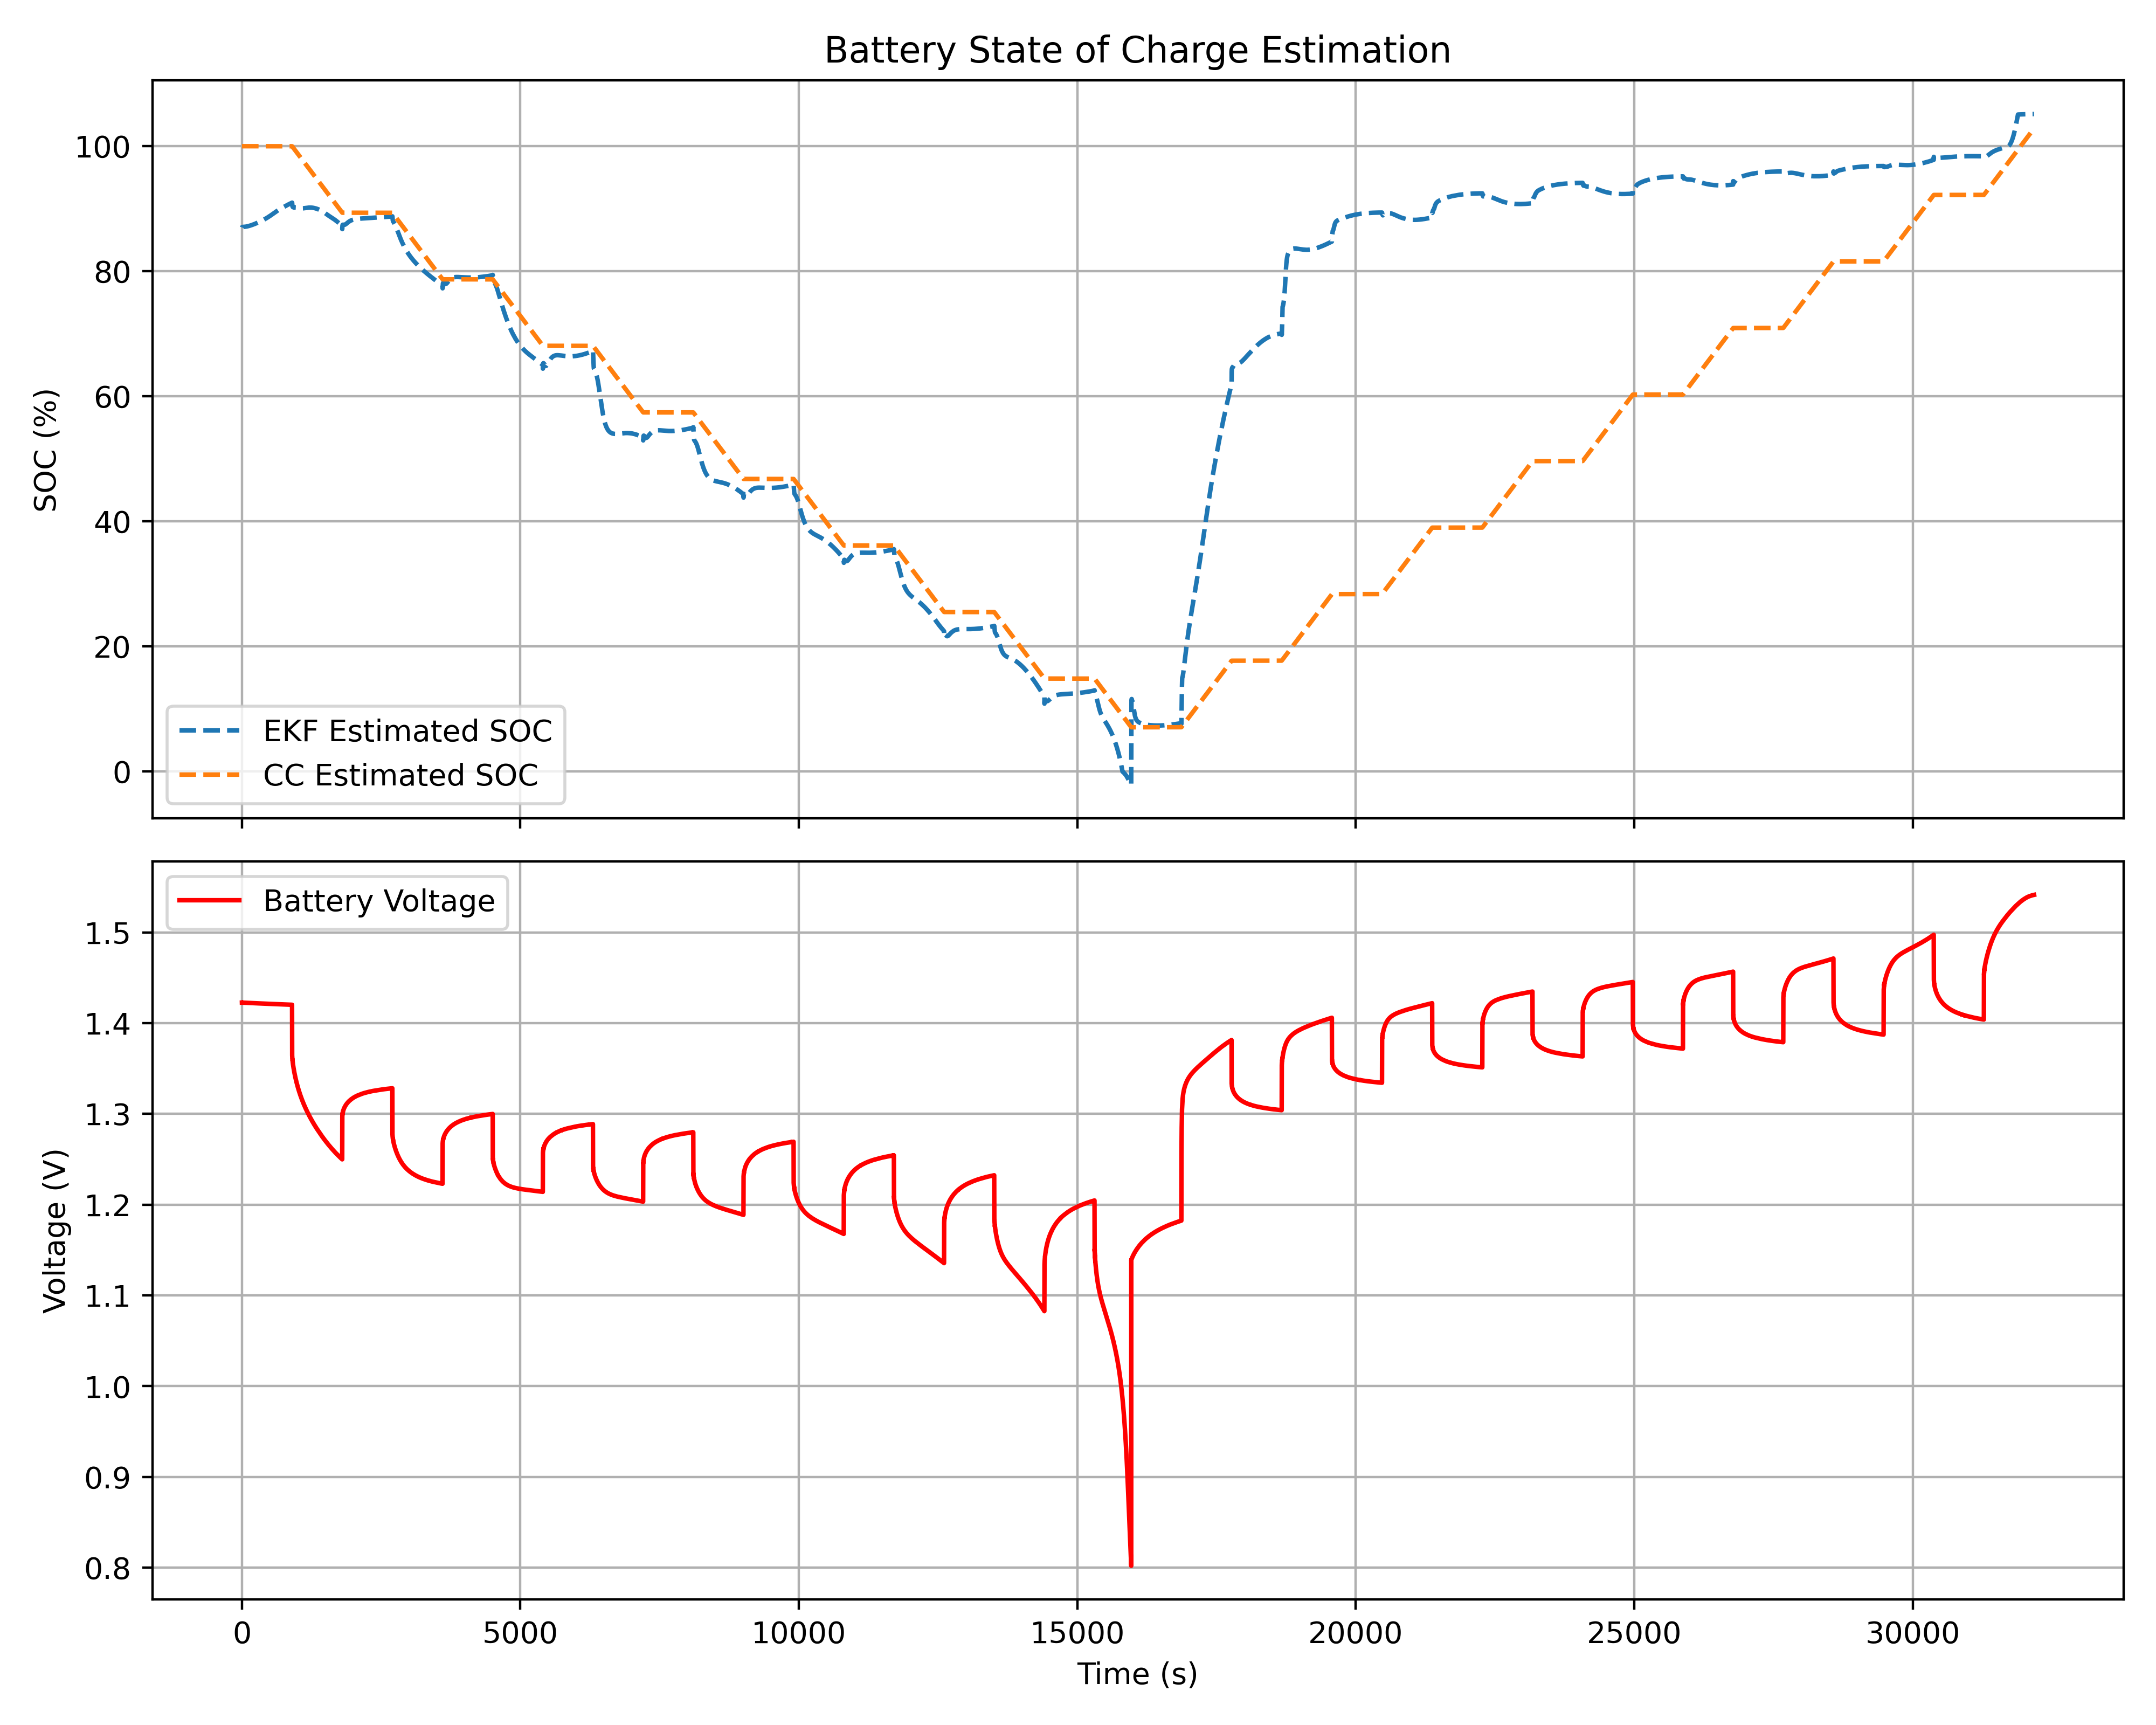 Battery State of Charge Estimation
SOC (%)
100
80
60
40
20
0
EKF Estimated SOC
CC Estimated SOC
Voltage (V)
Battery Voltage
1.5
1.4
1.3
1.2
1.1
1.0
0.9
0.8
0 5000 10000 15000 20000 25000 30000
Time (s)